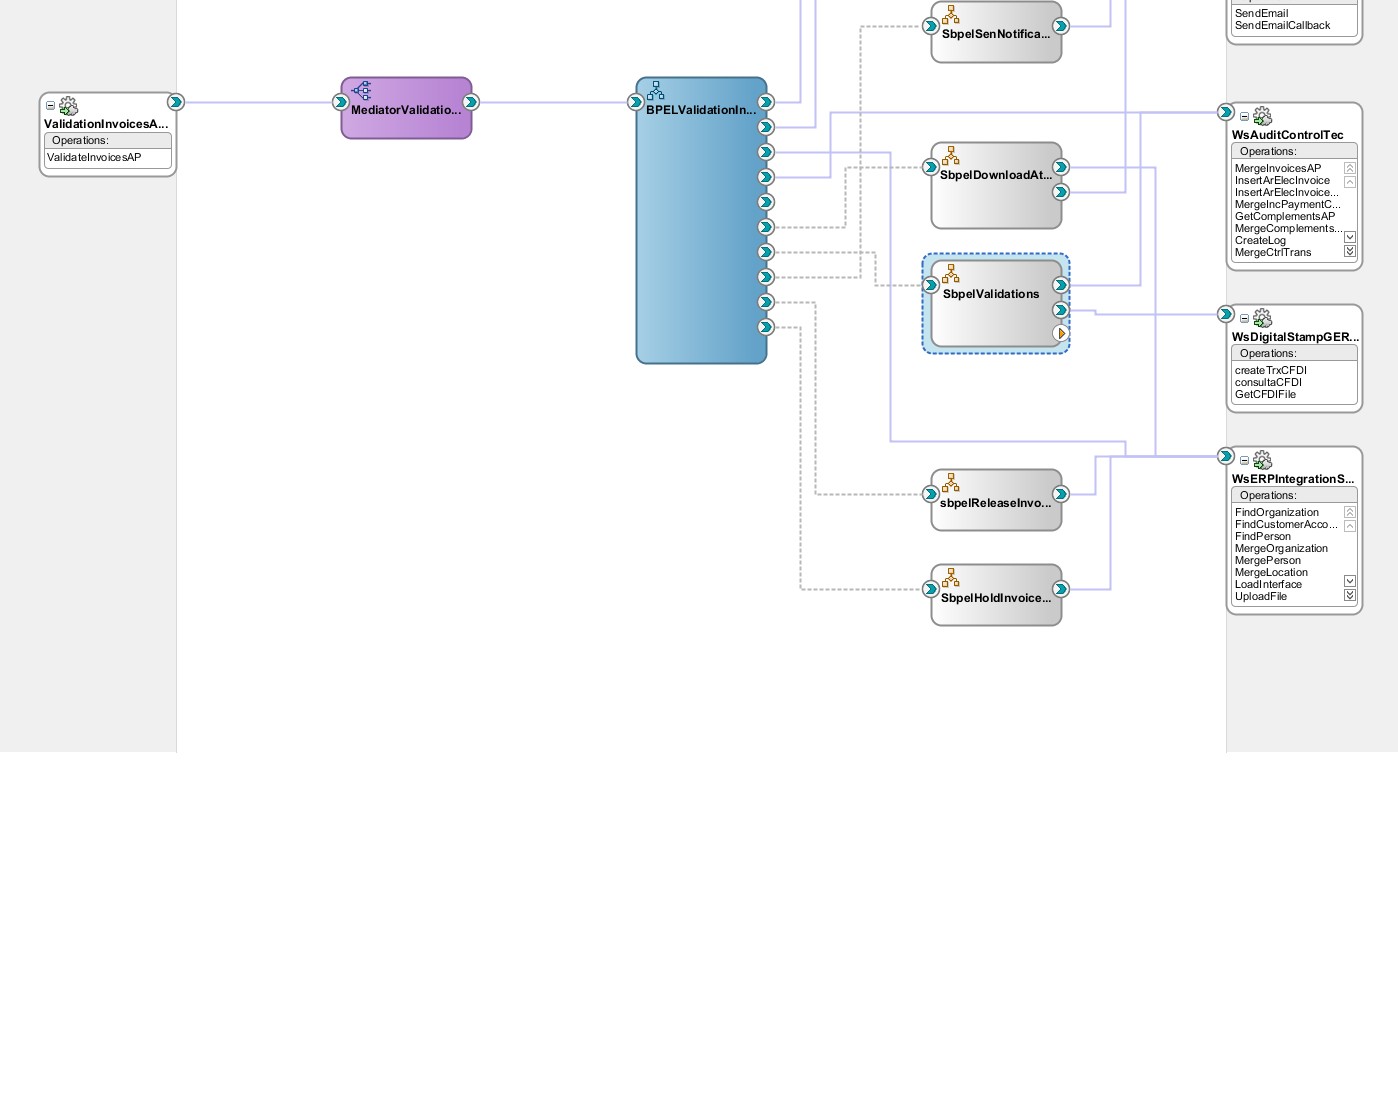 SendEmail
SendEmailCallback
SbpelSenNotifica...
ValidationInvoicesA...
Operations:
ValidateInvoicesAP
MediatorValidatio...
BPELValidationIn...
SbpelDownloadAt...
SbpelValidations
sbpelReleaseInvo...
SbpelHoldInvoice...
WsAuditControlTec
Operations:
MergeInvoicesAP
InsertArElecInvoice
InsertArElecInvoice...
MergeIncPaymentC...
GetComplementsAP
MergeComplements...
CreateLog
MergeCtrlTrans
WsDigitalStampGER...
Operations:
createTrxCFDI
consultaCFDI
GetCFDIFile
WsERPIntegrationS...
Operations:
FindOrganization
FindCustomerAcco...
FindPerson
MergeOrganization
MergePerson
MergeLocation
LoadInterface
UploadFile